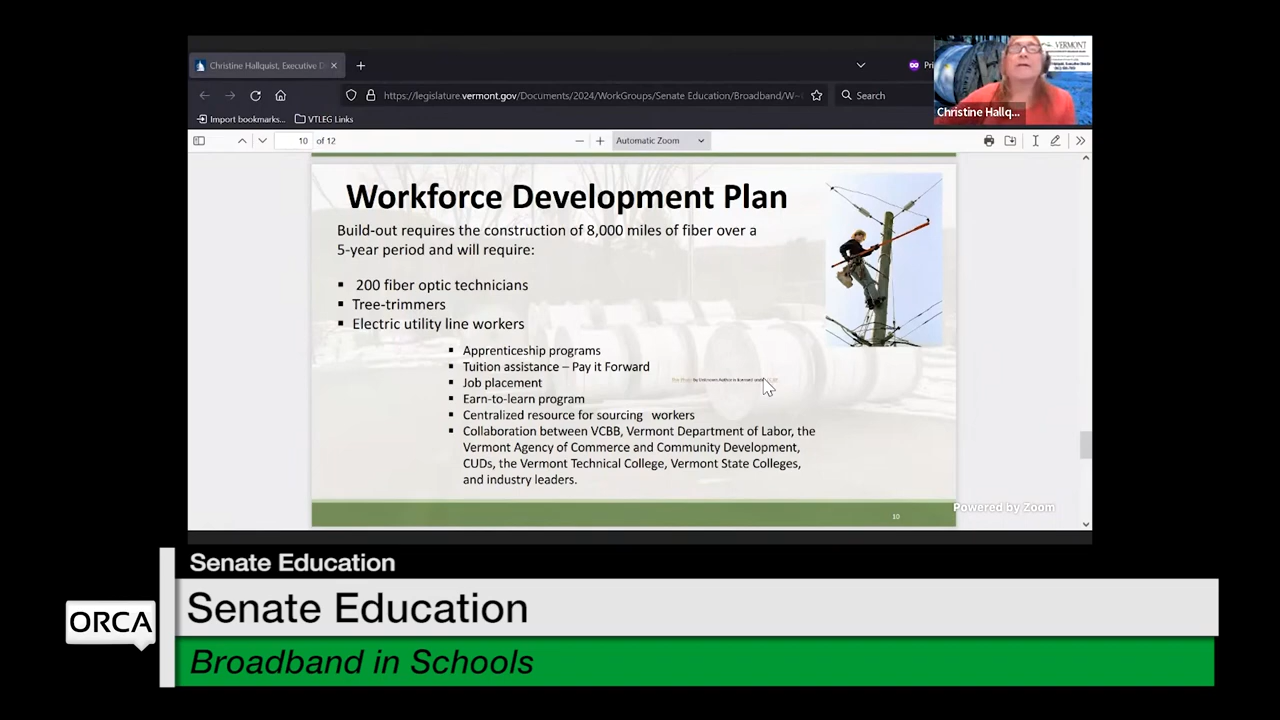 Christine Hallquist, Executive D
https://legislature.vermont.gov/Documents/2024/WorkGroups/Senate Education/Broadband/W~
Search
Import bookmarks...
VTLEG Links
VERMONT
Christine Hallq...
10 of 12
Automatic Zoom
Workforce Development Plan
Build-out requires the construction of 8,000 miles of fiber over a
5-year period and will require:
▪ 200 fiber optic technicians
▪ Tree-trimmers
▪ Electric utility line workers
▪ Apprenticeship programs
▪ Tuition assistance – Pay it Forward
▪ Job placement
▪ Earn-to-learn program
▪ Centralized resource for sourcing workers
▪ Collaboration between VCBB, Vermont Department of Labor, the
Vermont Agency of Commerce and Community Development,
CUDs, the Vermont Technical College, Vermont State Colleges,
and industry leaders.
10
Powered by Zoom
Senate Education
ORCA
Senate Education
Broadband in Schools